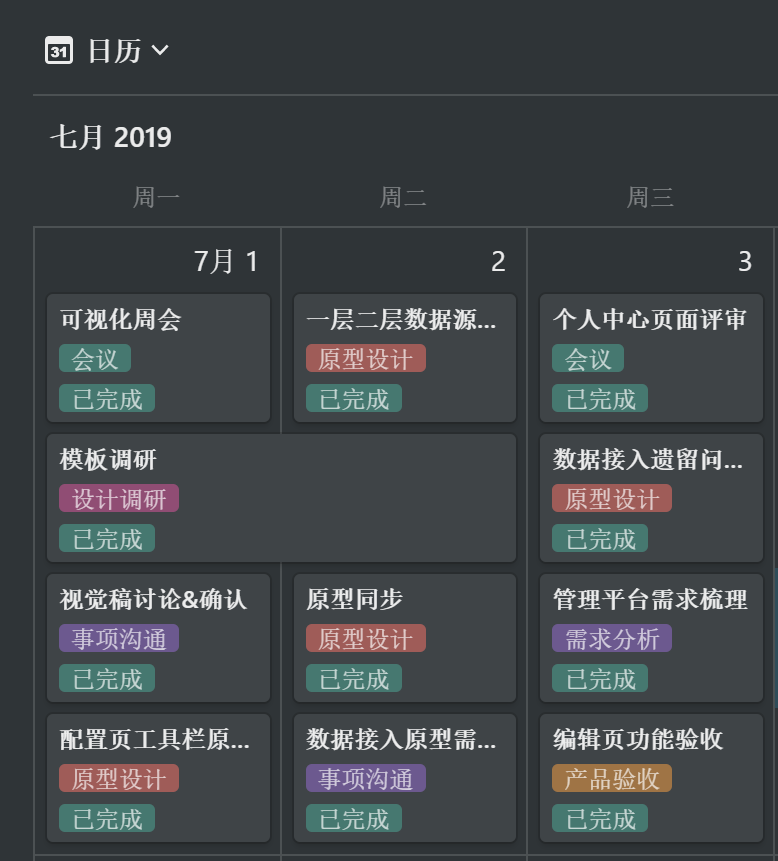 31 日历
七月 2019
周一 周二 周三
7月 1
可视化周会
会议
已完成
模板调研
设计调研
已完成
视觉稿讨论&确认
事项沟通
已完成
配置页工具栏原...
原型设计
已完成
2
一层二层数据源...
原型设计
已完成
原型同步
原型设计
已完成
数据接入原型需...
事项沟通
已完成
3
个人中心页面评审
会议
已完成
数据接入遗留问...
原型设计
已完成
管理平台需求梳理
需求分析
已完成
编辑页功能验收
产品验收
已完成